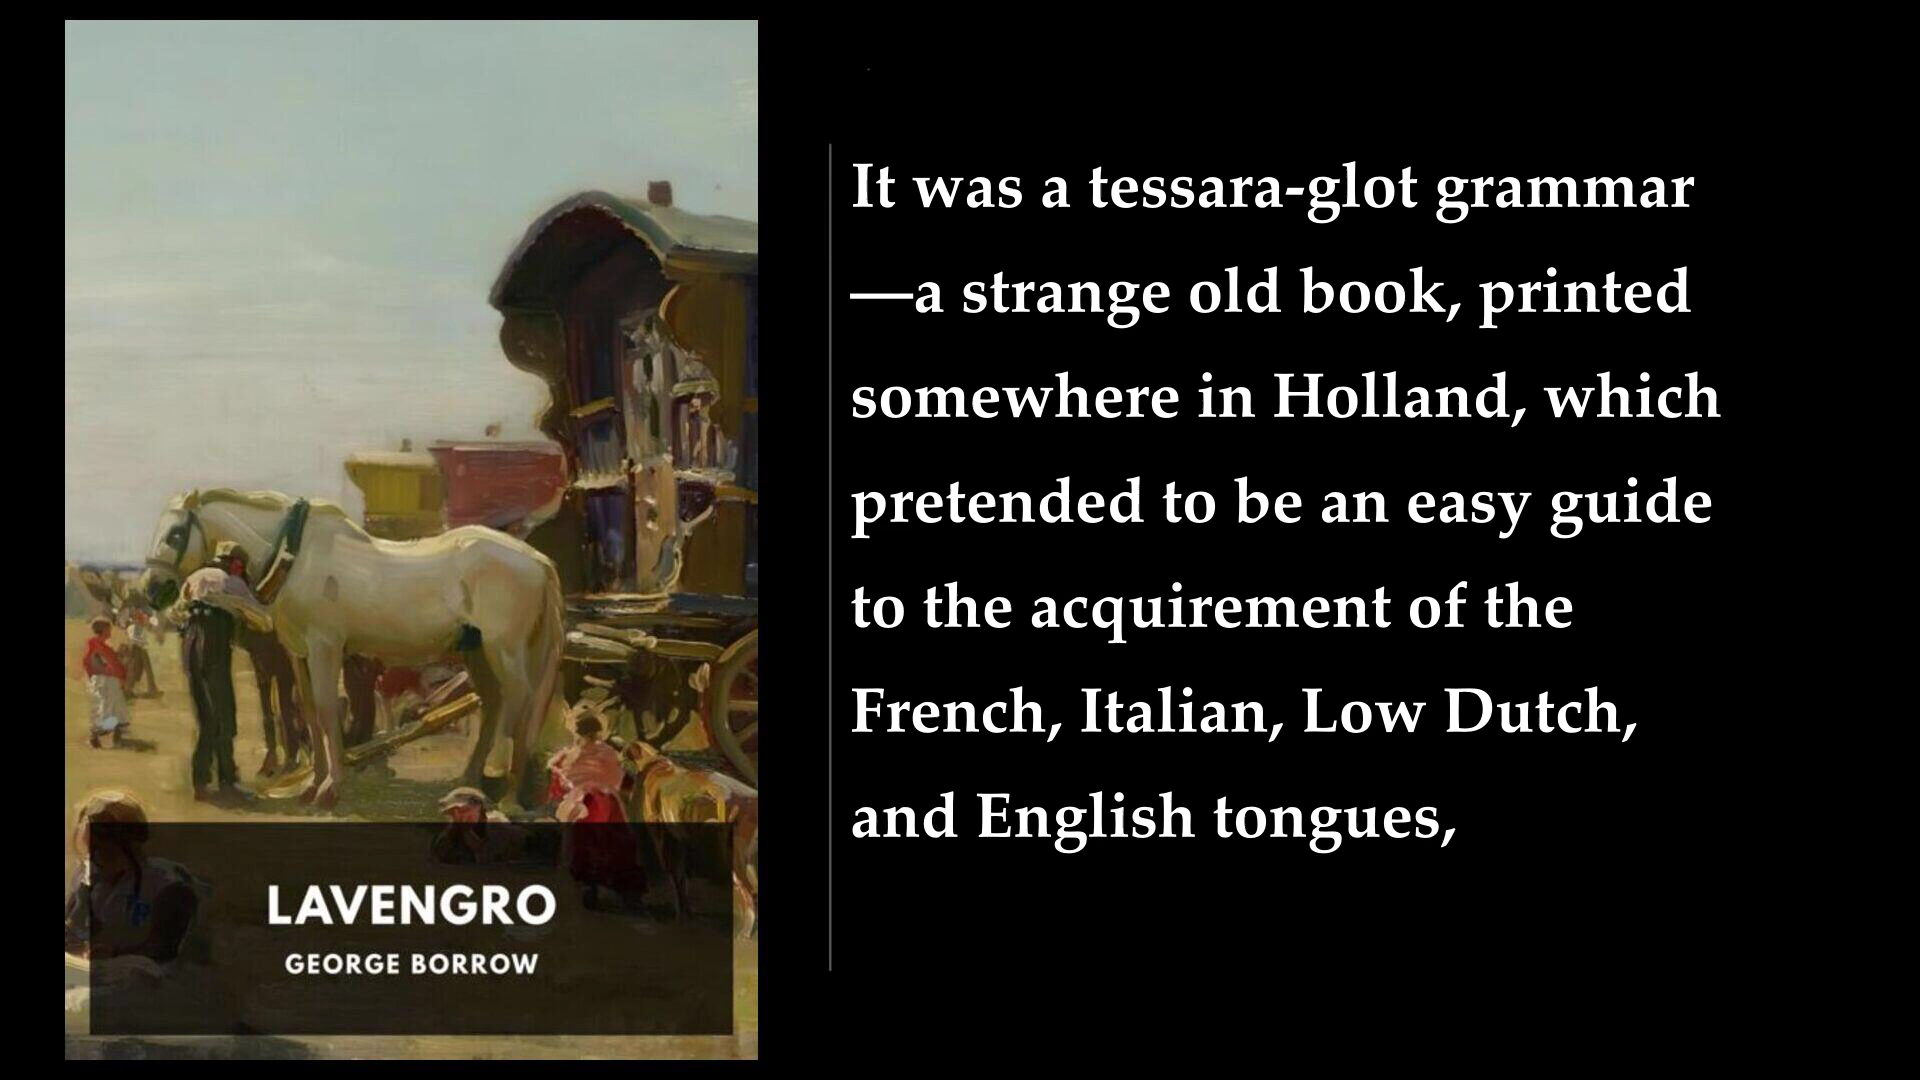 It was a tessara-glot grammar
—a strange old book, printed
somewhere in Holland, which
pretended to be an easy guide
to the acquirement of the
French, Italian, Low Dutch,
and English tongues,
LAVENGRO
GEORGE BORROW